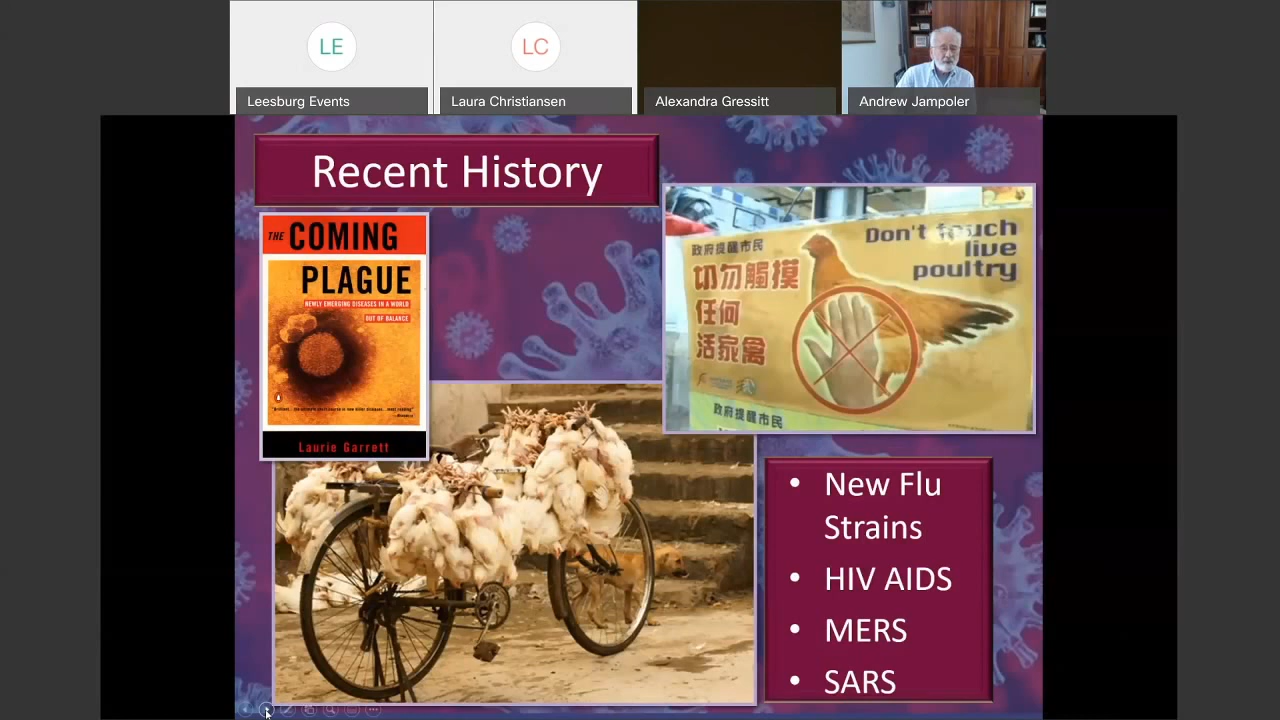 LE
LC
Leesburg Events
Laura Christiansen
Alexandra Gressitt
Andrew Jampoler
Recent History
THE COMING
PLAGUE
NEWLY EMERGING DISEASES IN A WORLD
OUT OF BALANCE
Laurie Garrett
政府提醒市民
切勿觸摸
任何
活家禽
Don't touch
live
poultry
政府提醒市民
• New Flu
Strains
• HIV AIDS
• MERS
• SARS